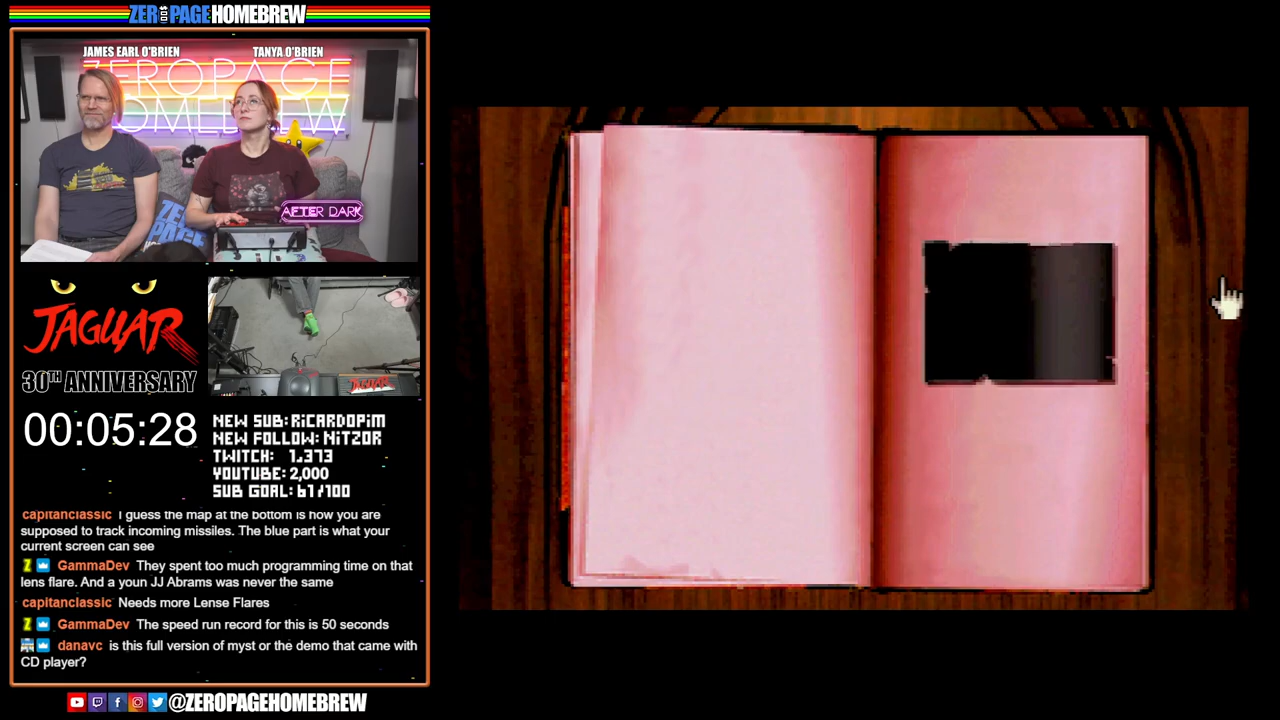 ZEROPAGE HOMEBREW
JAMES EARL O'BRIEN
TANYA O'BRIEN
ZEROPAGE
HOMEBREW
AFTER DARK
JAGUAR
30TH ANNIVERSARY
JAGUAR
00:05:28
NEW SUB: RICARDOPIM
NEW FOLLOW: NITZOR
TWITCH: 1,373
YOUTUBE: 2,000
SUB GOAL: 67/100
capitanclassic I guess the map at the bottom is how you are
supposed to track incoming missiles. The blue part is what your
current screen can see
GammaDev They spent too much programming time on that
lens flare. And a youn JJ Abrams was never the same
capitanclassic Needs more Lense Flares
GammaDev The speed run record for this is 50 seconds
danavc is this full version of myst or the demo that came with
CD player?
@ZEROPAGEHOMEBREW